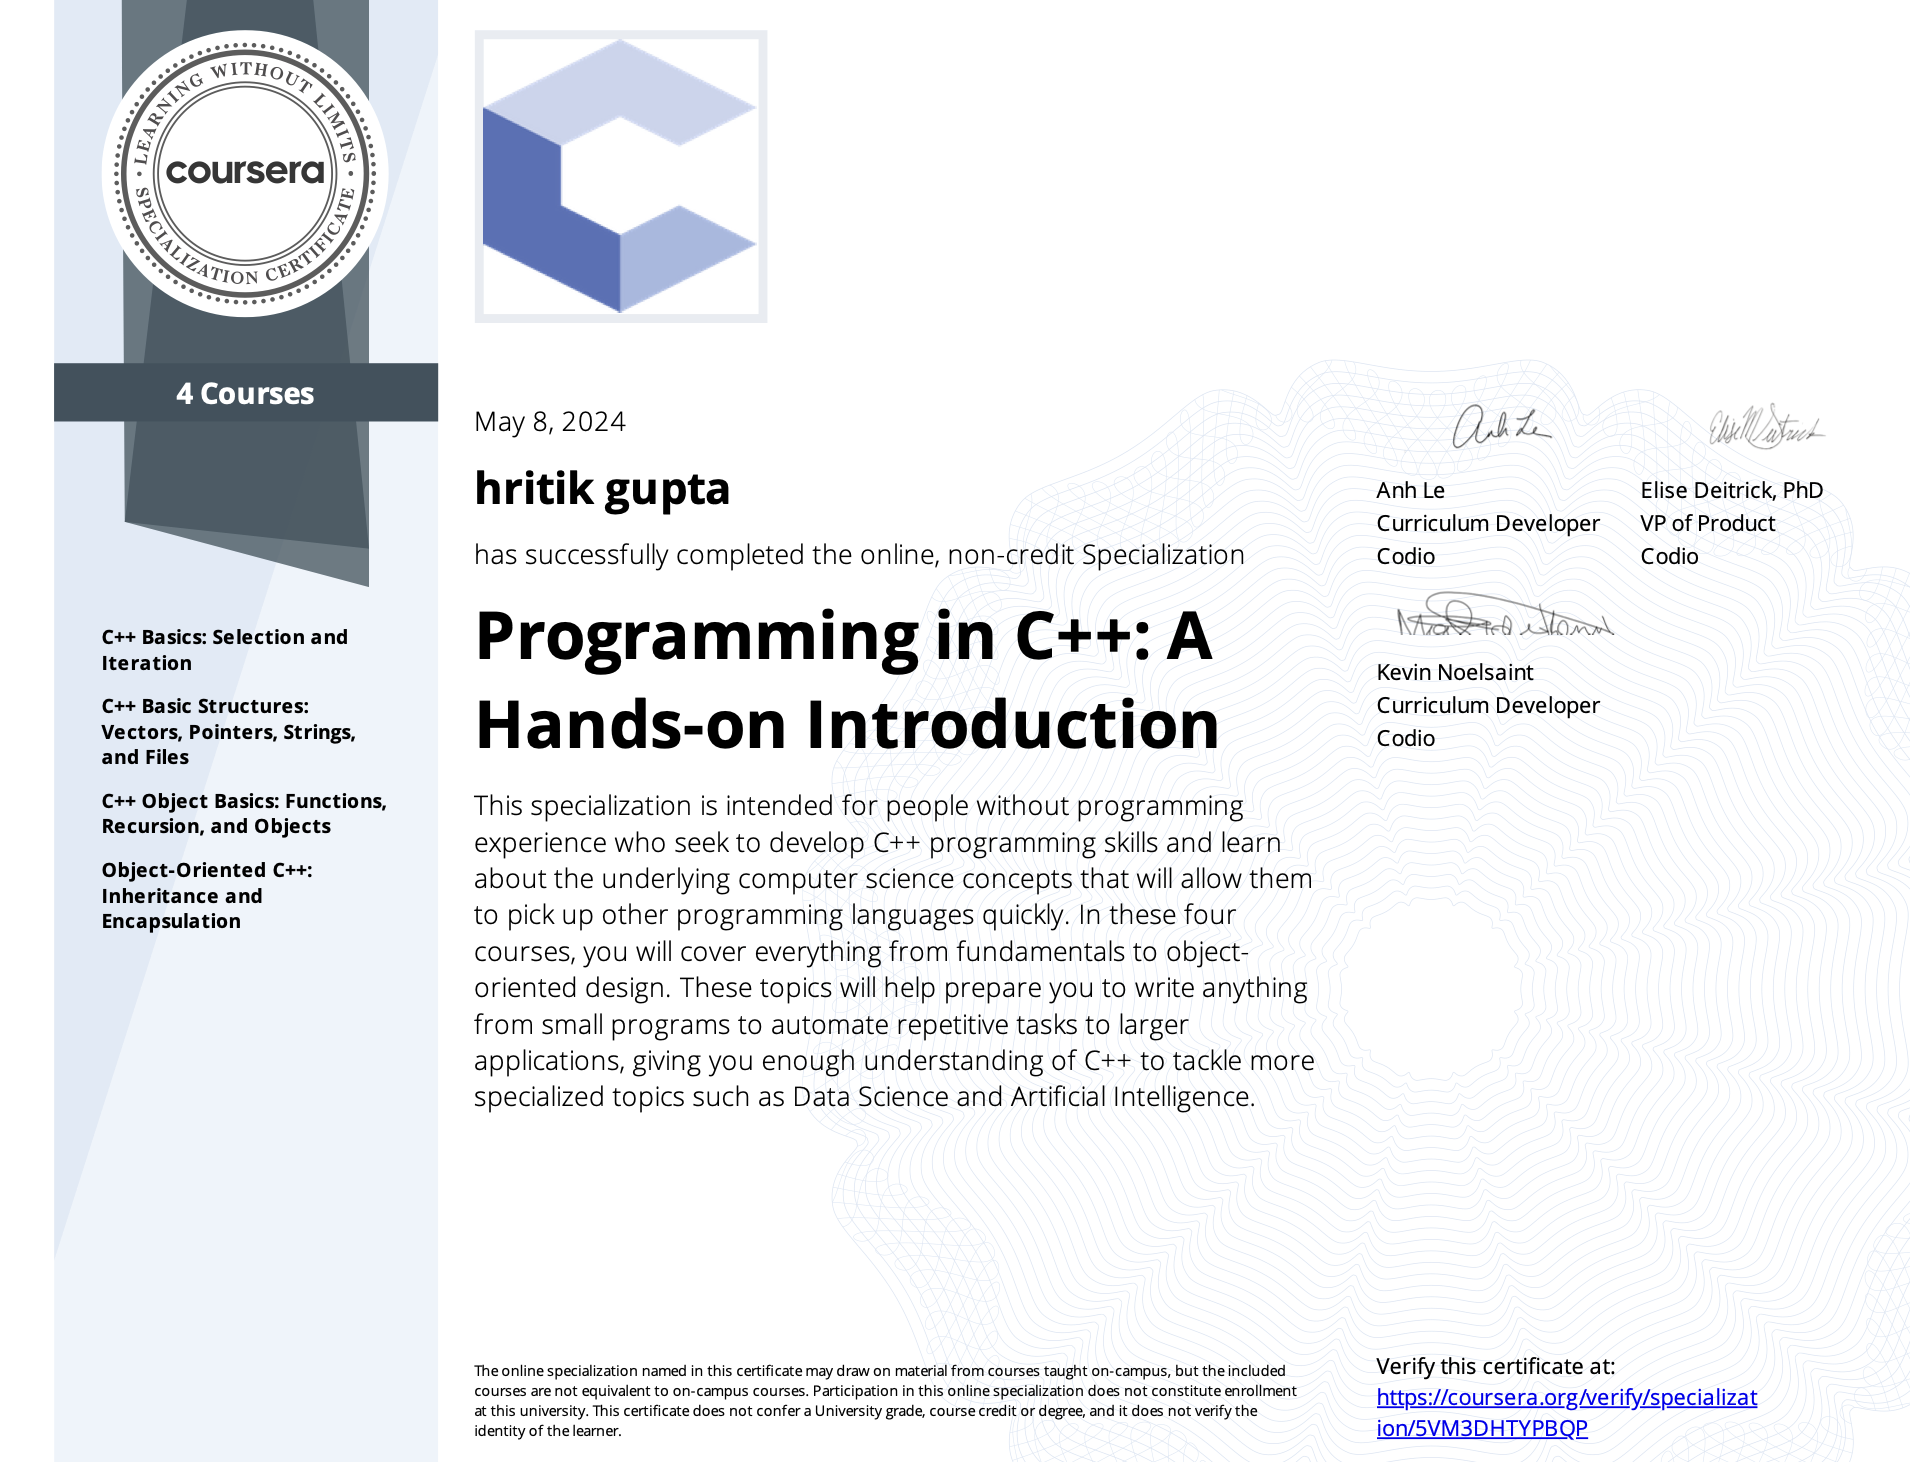 LEARNING WITHOUT LIMITS
coursera
SPECIALIZATION CERTIFICATE
4 Courses
C++ Basics: Selection and
Iteration
C++ Basic Structures:
Vectors, Pointers, Strings,
and Files
C++ Object Basics: Functions,
Recursion, and Objects
Object-Oriented C++:
Inheritance and
Encapsulation
May 8, 2024
hritik gupta
has successfully completed the online, non-credit Specialization
Programming in C++: A
Hands-on Introduction
This specialization is intended for people without programming
experience who seek to develop C++ programming skills and learn
about the underlying computer science concepts that will allow them
to pick up other programming languages quickly. In these four
courses, you will cover everything from fundamentals to object-
oriented design. These topics will help prepare you to write anything
from small programs to automate repetitive tasks to larger
applications, giving you enough understanding of C++ to tackle more
specialized topics such as Data Science and Artificial Intelligence.
Anh Le
Anh Le
Curriculum Developer
Codio
Elise Deitrick, PhD
VP of Product
Codio
Kevin Noelsaint
Curriculum Developer
Codio
The online specialization named in this certificate may draw on material from courses taught on-campus, but the included
courses are not equivalent to on-campus courses. Participation in this online specialization does not constitute enrollment
at this university. This certificate does not confer a University grade, course credit or degree, and it does not verify the
identity of the learner.
Verify this certificate at:
https://coursera.org/verify/specializat
ion/5VM3DHTYPBQP